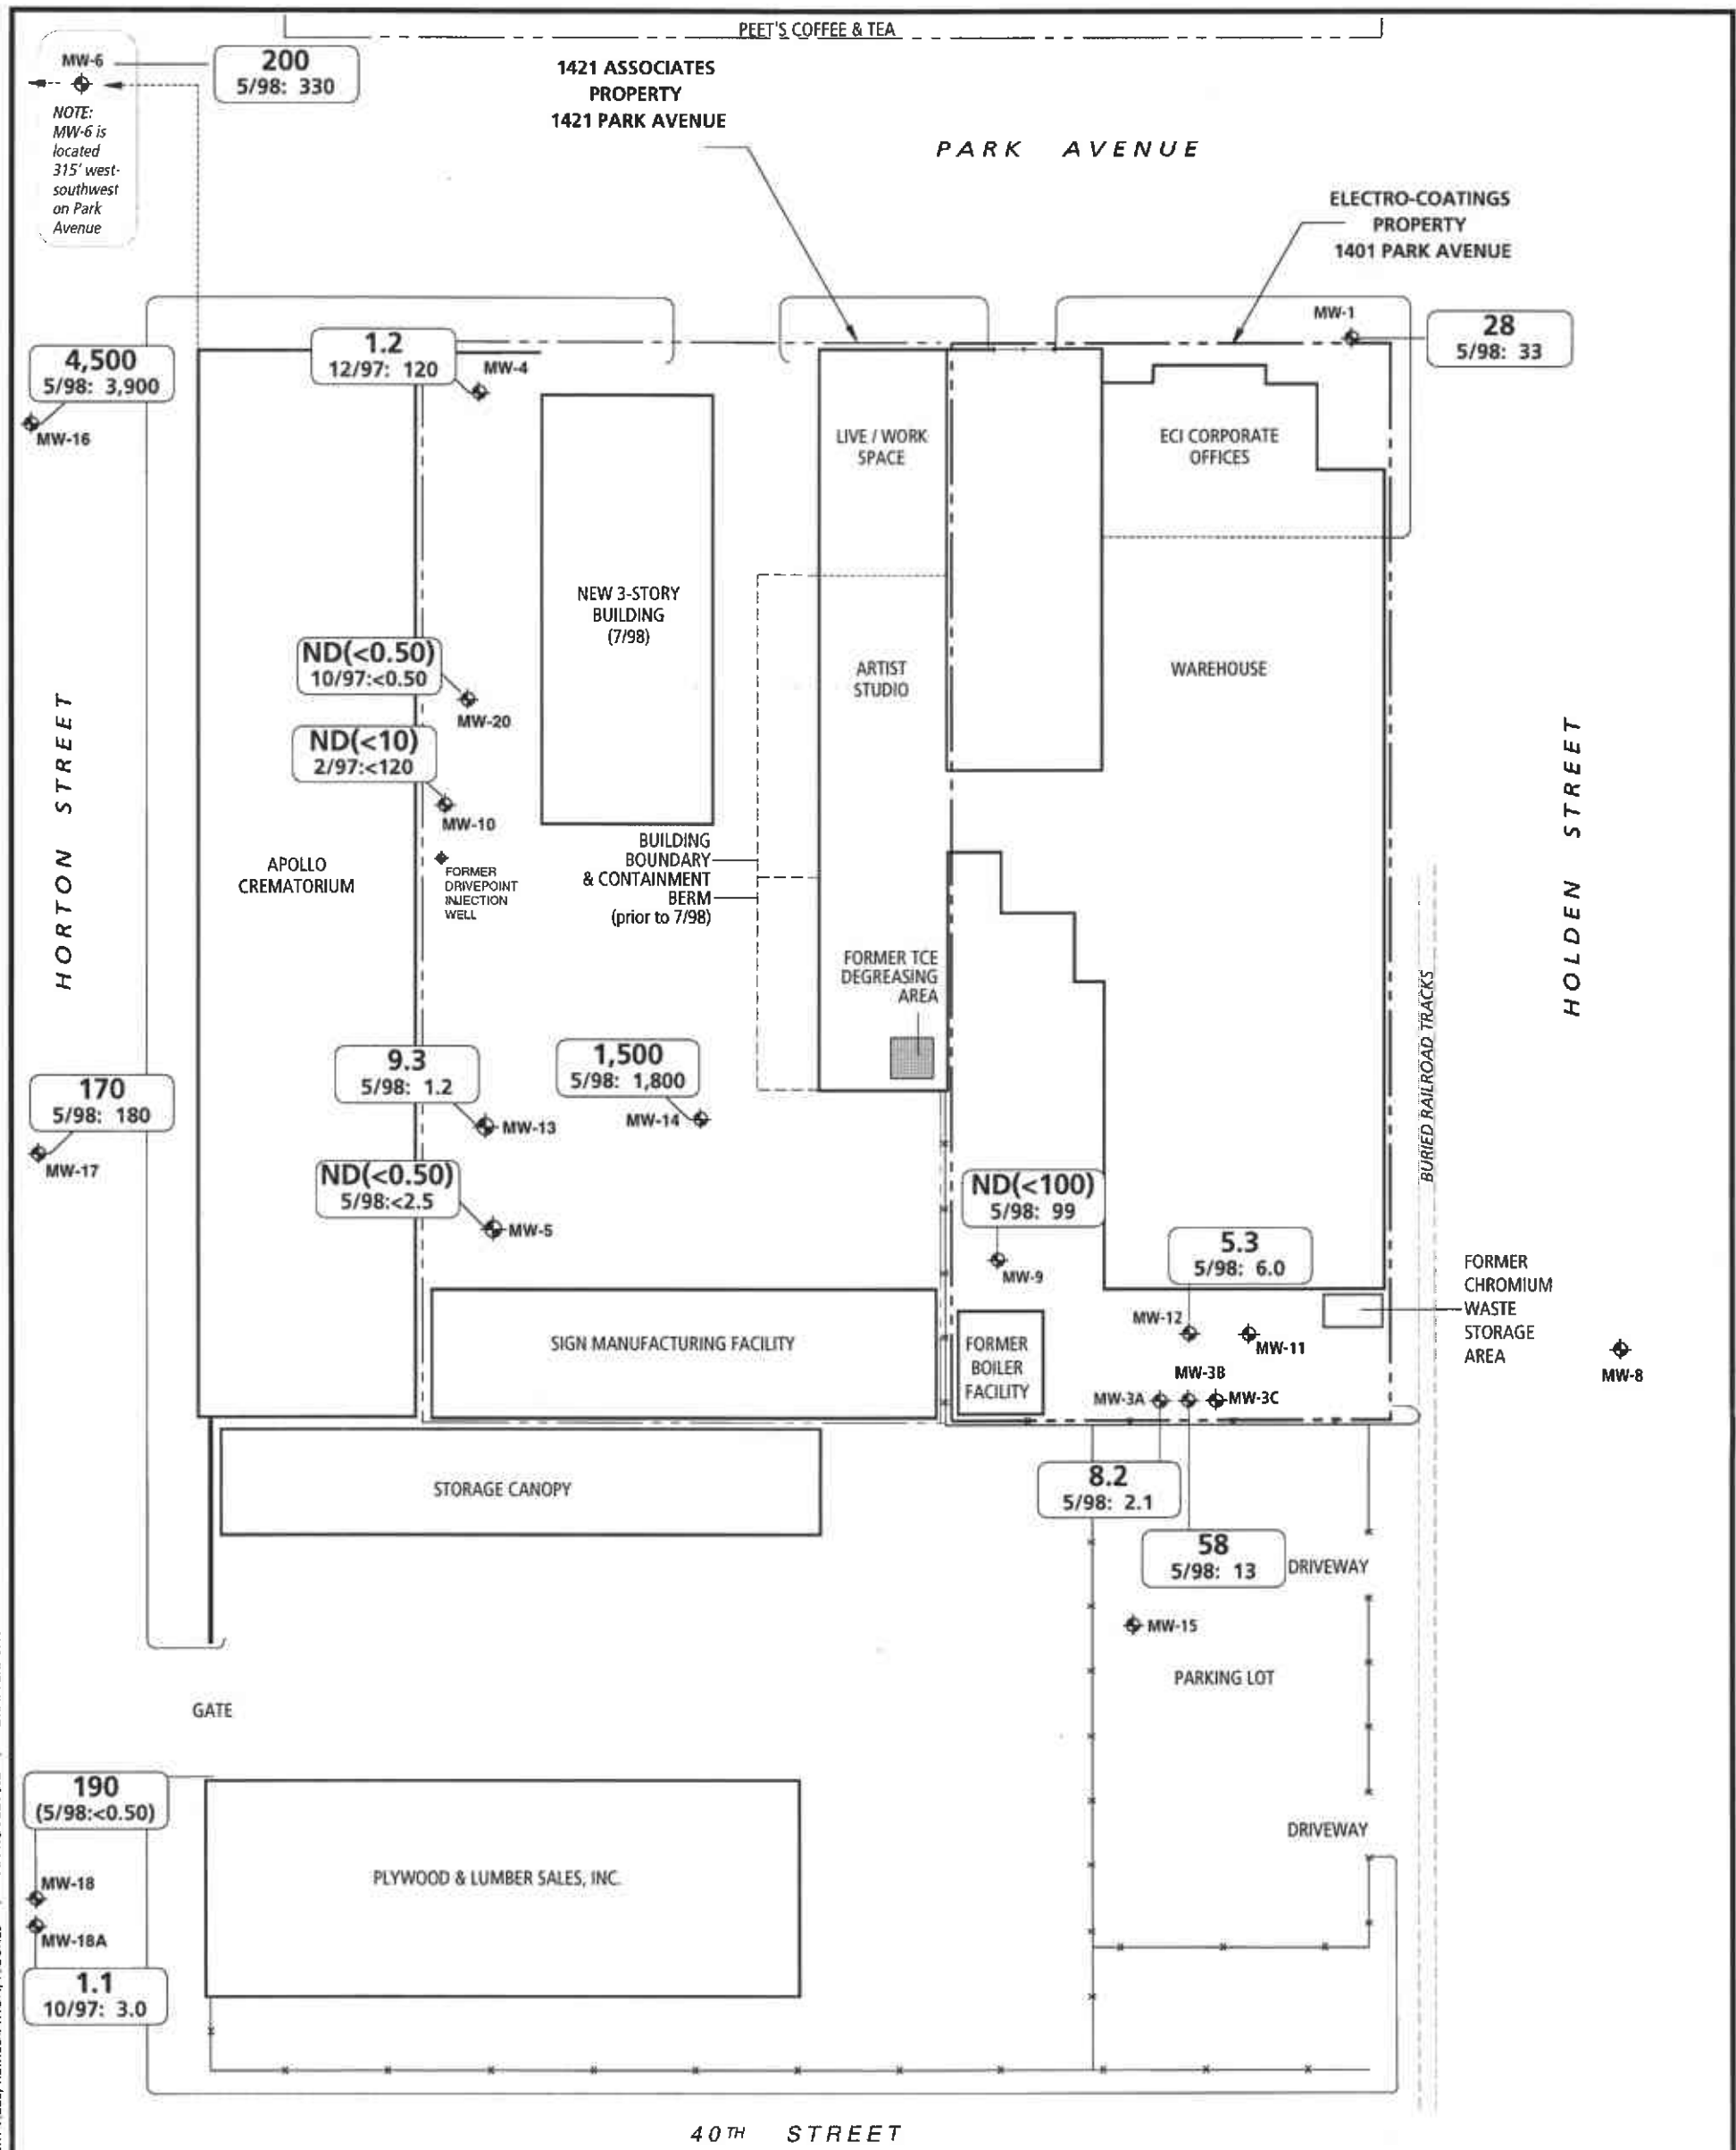 PEET'S COFFEE & TEA
MW-6
200
5/98: 330
NOTE:
MW-6 is
located
315' west-
southwest
on Park
Avenue
1421 ASSOCIATES
PROPERTY
1421 PARK AVENUE
PARK AVENUE
ELECTRO-COATINGS
PROPERTY
1401 PARK AVENUE
MW-1
28
5/98: 33
4,500
5/98: 3,900
MW-16
1.2
12/97: 120
MW-4
LIVE / WORK
SPACE
ECI CORPORATE
OFFICES
NEW 3-STORY
BUILDING
(7/98)
ND(<0.50)
10/97:<0.50
MW-20
ARTIST
STUDIO
WAREHOUSE
HORTON STREET
HOLDEN STREET
ND(<10)
2/97:<120
MW-10
BUILDING
BOUNDARY
& CONTAINMENT
BERM
(prior to 7/98)
APOLLO
CREMATORIUM
FORMER
DRIVEPOINT
INJECTION
WELL
FORMER TCE
DEGREASING
AREA
BURIED RAILROAD TRACKS
9.3
5/98: 1.2
MW-13
1,500
5/98: 1,800
MW-14
170
5/98: 180
MW-17
ND(<0.50)
5/98:<2.5
MW-5
ND(<100)
5/98: 99
MW-9
5.3
5/98: 6.0
MW-12
MW-11
FORMER
CHROMIUM
WASTE
STORAGE
AREA
MW-8
SIGN MANUFACTURING FACILITY
FORMER
BOILER
FACILITY
MW-3B
MW-3A
MW-3C
STORAGE CANOPY
8.2
5/98: 2.1
58
5/98: 13
DRIVEWAY
MW-15
PARKING LOT
GATE
190
(5/98:<0.50)
MW-18
MW-18A
1.1
10/97: 3.0
PLYWOOD & LUMBER SALES, INC.
DRIVEWAY
40TH STREET